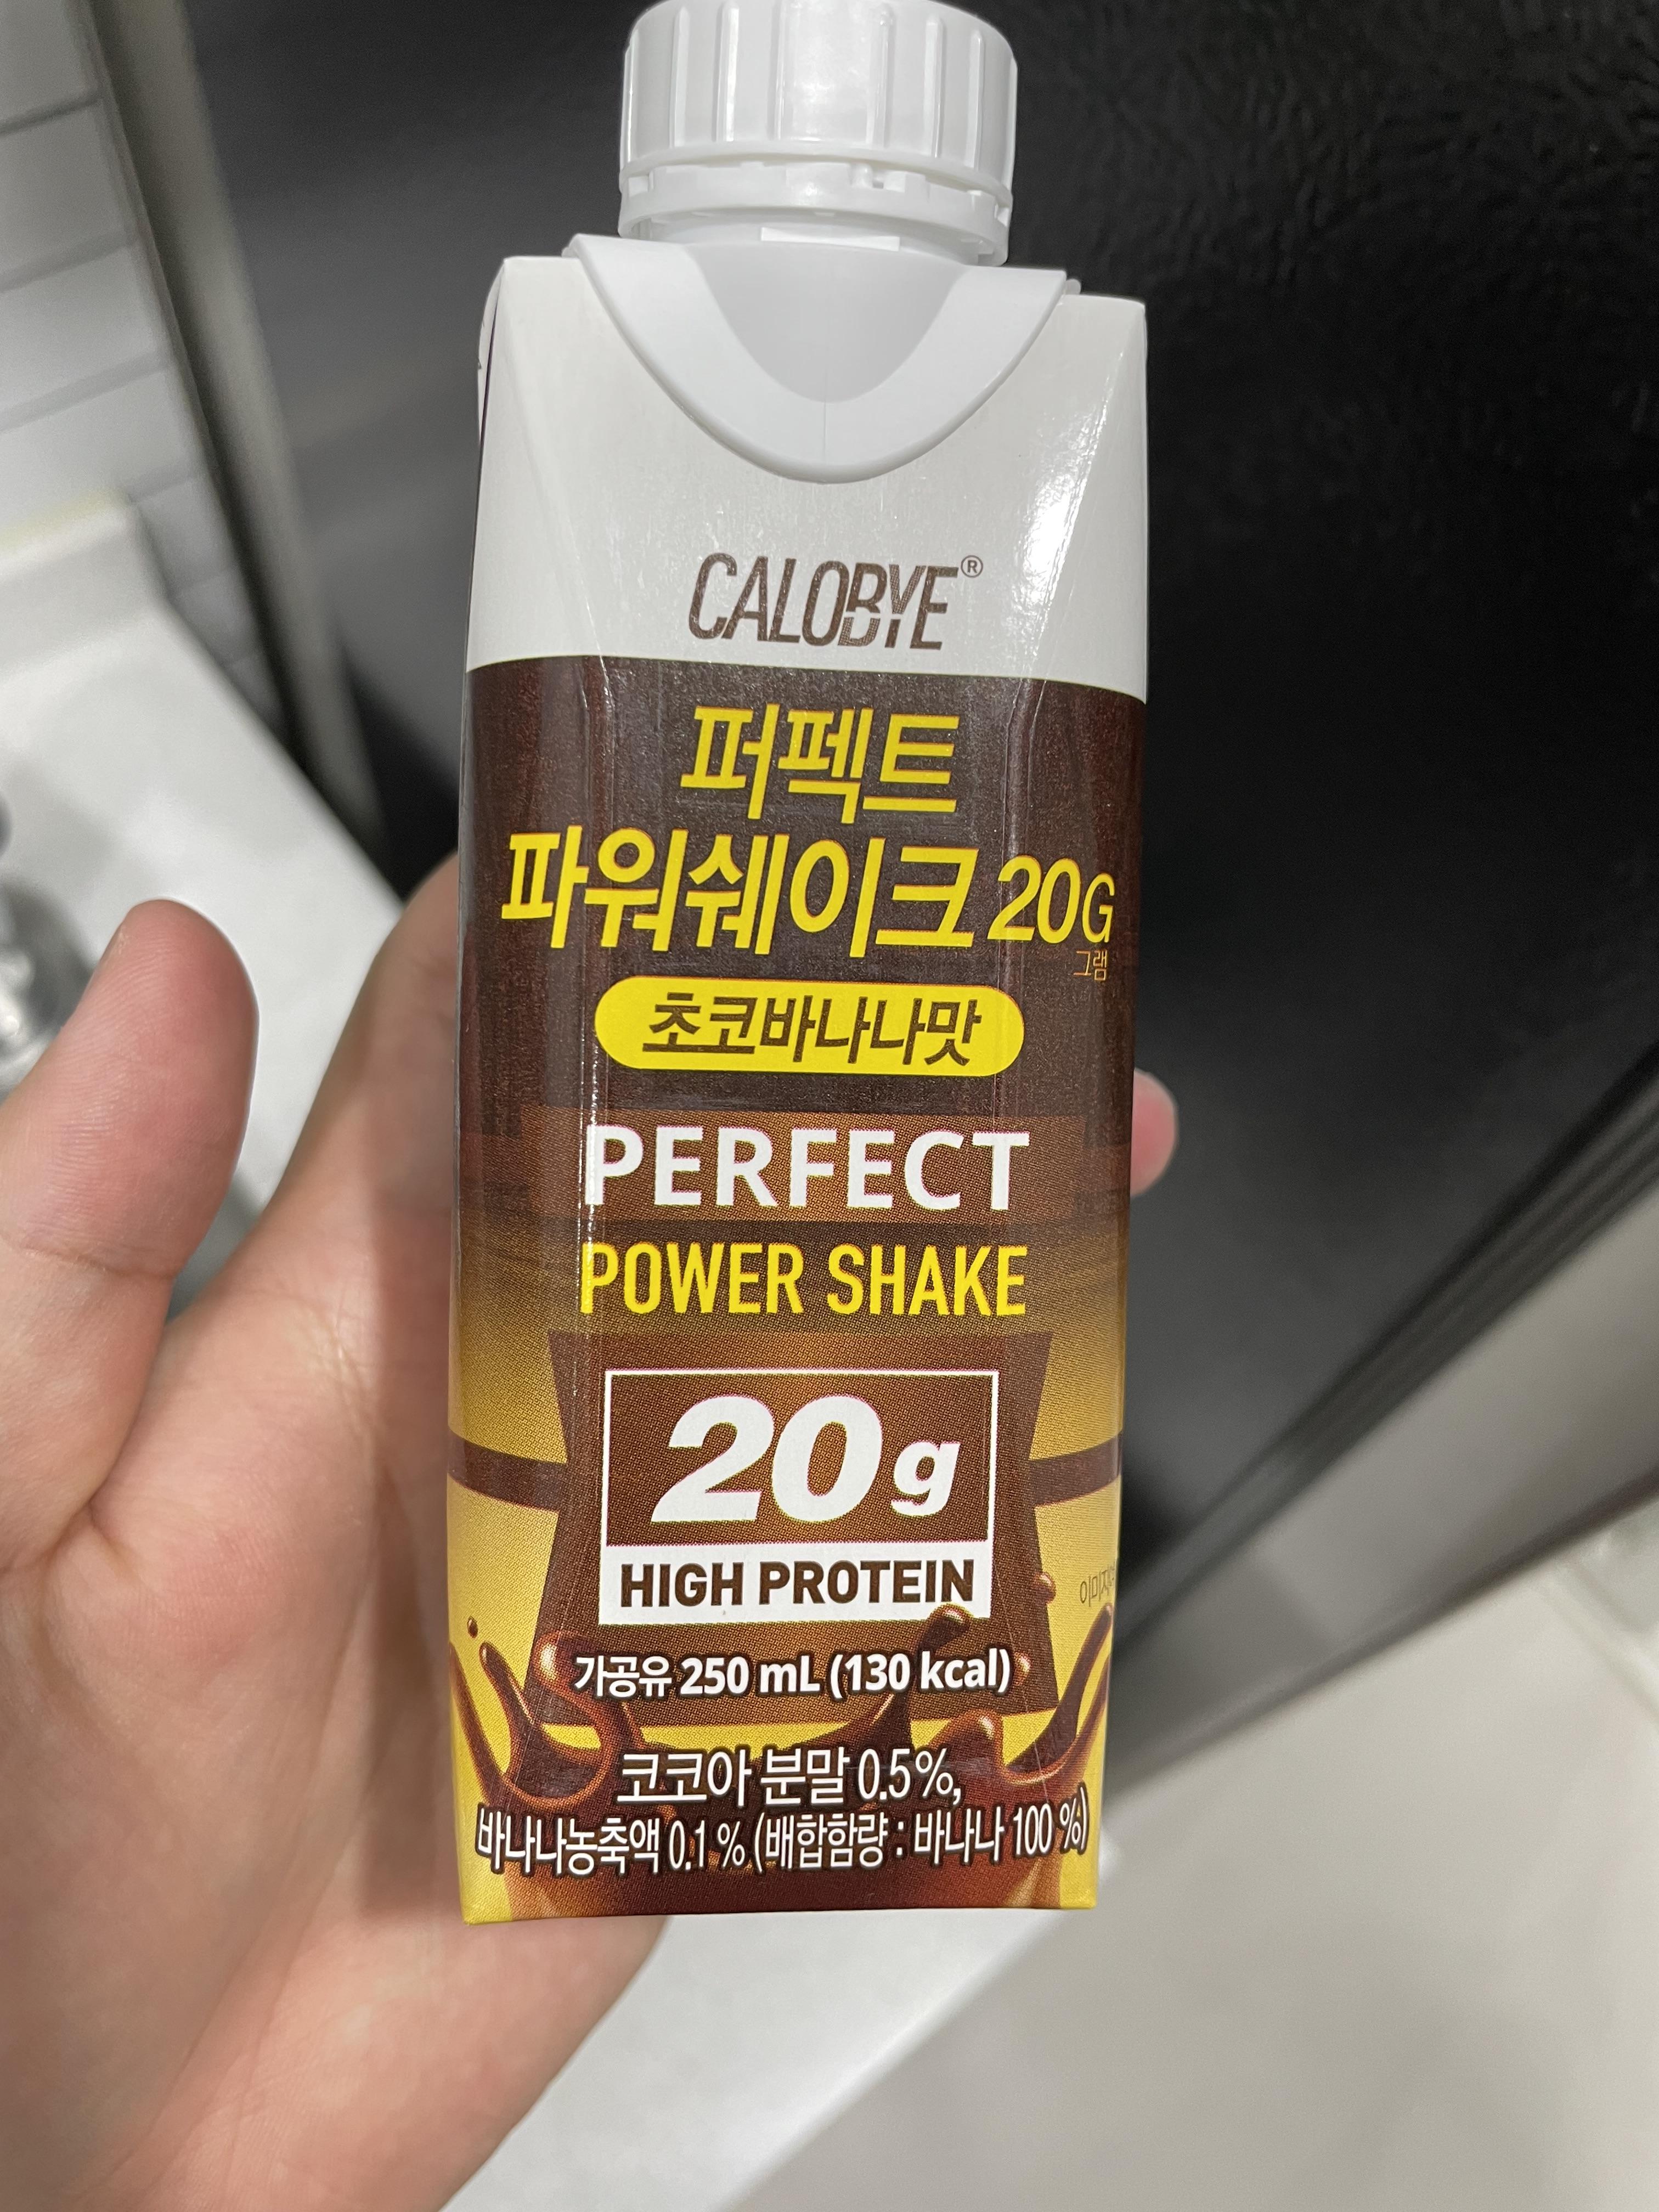 CALOBYE®
퍼펙트
파워쉐이크 20G
그램
초코바나나맛
PERFECT
POWER SHAKE
20g
HIGH PROTEIN
가공유 250 mL (130 kcal)
코코아 분말 0.5%,
바나나농축액 0.1 % (배합함량 : 바나나 100 %)